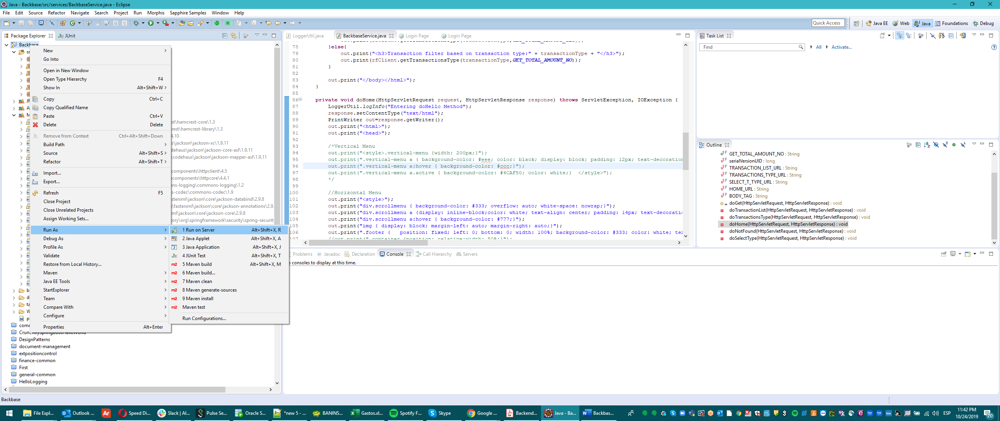 Java - Backbase/src/services/BackbaseService.java - Eclipse
File Edit Source Refactor Navigate Search Project Run Morphis Sapphire Samples Window Help
Quick Access
Java EE
Web
Java
Foundations
Debug
Package Explorer
JUnit
Backbase
New
Go Into
Open in New Window
Open Type Hierarchy F4
Show In Alt+Shift+W
Copy Ctrl+C
Copy Qualified Name
Paste Ctrl+V
Delete Delete
Remove from Context Ctrl+Alt+Shift+Down
Build Path
Source Alt+Shift+S
Refactor Alt+Shift+T
Import...
Export...
Refresh F5
Close Project
Close Unrelated Projects
Assign Working Sets...
Run As
Debug As
Profile As
Validate
Restore from Local History...
Maven
Java EE Tools
StartExplorer
Team
Compare With
Configure
Properties Alt+Enter
1 Run on Server Alt+Shift+X, R
2 Java Applet Alt+Shift+X, A
3 Java Application Alt+Shift+X, J
4 JUnit Test Alt+Shift+X, T
5 Maven build Alt+Shift+X, M
6 Maven build...
7 Maven clean
8 Maven generate-sources
9 Maven install
Maven test
Run Configurations...
st\hamcrest-core\1.3
rest\hamcrest-library\1.3
4.10
s\jackson\jackson-xc\1.9.11
codehaus\jackson\jackson-core-asl\1.9.11
codehaus\jackson\jackson-mapper-asl\1.9.11
components\httpclient\4.5
components\httpcore\4.4.1
ons-logging\commons-logging\1.2
s-codec\commons-codec\1.9
sterxml\jackson\core\jackson-databind\2.9.8
\fasterxml\jackson\core\jackson-annotations\2.9.
xml\jackson\core\jackson-core\2.9.8
tory\org\springframework\security\spring-security
DesignPatterns
document-management
extpositioncontrol
finance-common
First
general-common
HelloLogging
Backbase
LoggerUtil.java
BackbaseService.java
Login Page
Login Page
78 }else{
79 out.print("<h3>Transaction filter based on transaction type:" + transactionType + "</h3>");
80 out.print(rfClient.getTransactionsType(transactionType,GET_TOTAL_AMOUNT_NO));
81 }
82
83 out.print("</body></html>");
84 }
85
86 private void doHome(HttpServletRequest request, HttpServletResponse response) throws ServletException, IOException {
87 LoggerUtil.logInfo("Entering doHello Method");
88 response.setContentType("text/html");
89 PrintWriter out=response.getWriter();
90 out.print("<html>");
91 out.print("<head>");
92
93 /*Vertical Menu
94 out.print("<style>.vertical-menu {width: 200px;}");
95 out.print(".vertical-menu a { background-color: #eee; color: black; display: block; padding: 12px; text-decoration
96 out.print(".vertical-menu a:hover { background-color: #ccc;}");
97 out.print(".vertical-menu a.active { background-color: #4CAF50; color: white;} </style>");
98 */
99
100 //Horizontal Menu
101 out.print("<style>");
102 out.print("div.scrollmenu { background-color: #333; overflow: auto; white-space: nowrap;}");
103 out.print("div.scrollmenu a {display: inline-block;color: white; text-align: center; padding: 14px; text-decoratio
104 out.print("div.scrollmenu a:hover { background-color: #777;}");
105 out.print("img { display: block; margin-left: auto; margin-right: auto;}");
106 out.print(".footer { position: fixed; left: 0; bottom: 0; width: 100%; background-color: #333; color: white; te
107 //out.print(".container {position: relative;width: 50%;}");
Problems
Javadoc
Declaration
Console
Call Hierarchy
Servers
consoles to display at this time.
Task List
Find
All
Activate...
Outline
GET_TOTAL_AMOUNT_NO : String
serialVersionUID : long
TRANSACTION_LIST_URL : String
TRANSACTIONS_TYPE_URL : String
SELECT_T_TYPE_URL : String
HOME_URL : String
BODY_TAG : String
doGet(HttpServletRequest, HttpServletResponse) : void
doTransactionList(HttpServletRequest, HttpServletResponse) : void
doTransactionsType(HttpServletRequest, HttpServletResponse) : void
doHome(HttpServletRequest, HttpServletResponse) : void
doNotFound(HttpServletRequest, HttpServletResponse) : void
doSelectType(HttpServletRequest, HttpServletResponse) : void
File Expl...
Outlook ...
Ar
Speed Di...
Slack | Al...
Pulse Se...
Oracle S...
*new 5 - ...
BANINS...
Gastos.xl...
Spotify F...
Skype
Google ...
Backend...
Java - Ba...
Backbas...
ESP
11:42 PM
10/24/2019
20